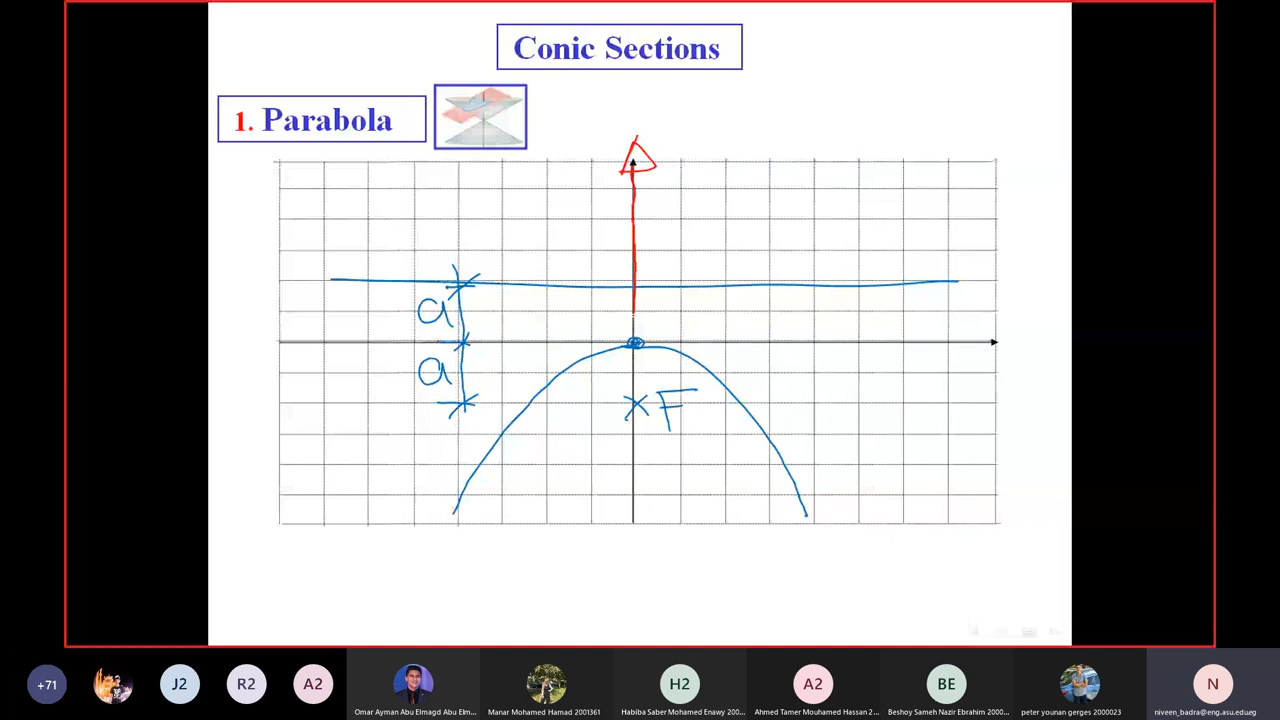 Conic Sections
1. Parabola
a
a
F
+71
J2
R2
A2
H2
A2
BE
N
Omar Ayman Abu Elmagd Abu Elm...
Manar Mohamed Hamad 2001361
Habiba Saber Mohamed Enawy 200...
Ahmed Tamer Mouhamed Hassan 2...
Beshoy Sameh Nazir Ebrahim 2000...
peter younan gerges 2000023
niveen_badra@eng.asu.edueg